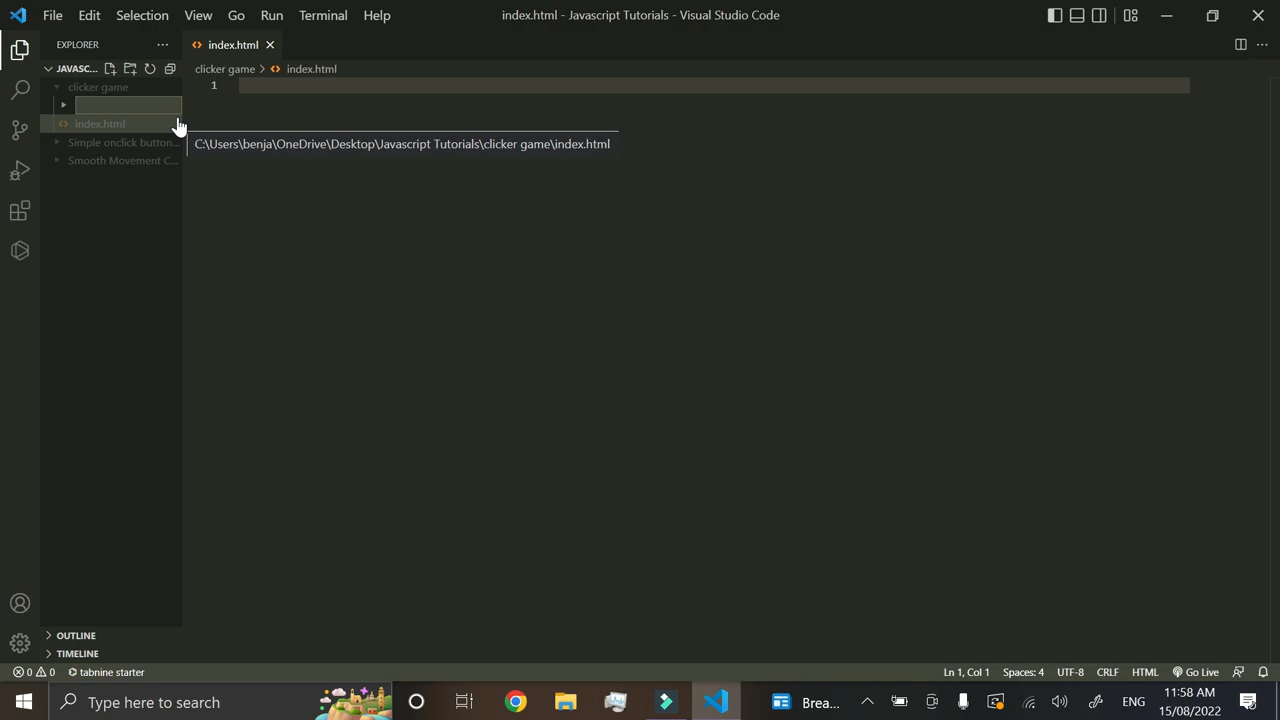 File Edit Selection View Go Run Terminal Help index.html - Javascript Tutorials - Visual Studio Code
EXPLORER
index.html
JAVASC...
clicker game > index.html
clicker game
1
index.html
C:\Users\benja\OneDrive\Desktop\Javascript Tutorials\clicker game\index.html
Simple onclick button...
Smooth Movement C...
OUTLINE
TIMELINE
0 0 tabnine starter Ln 1, Col 1 Spaces: 4 UTF-8 CRLF HTML Go Live
Type here to search Brea... ENG 11:58 AM
15/08/2022